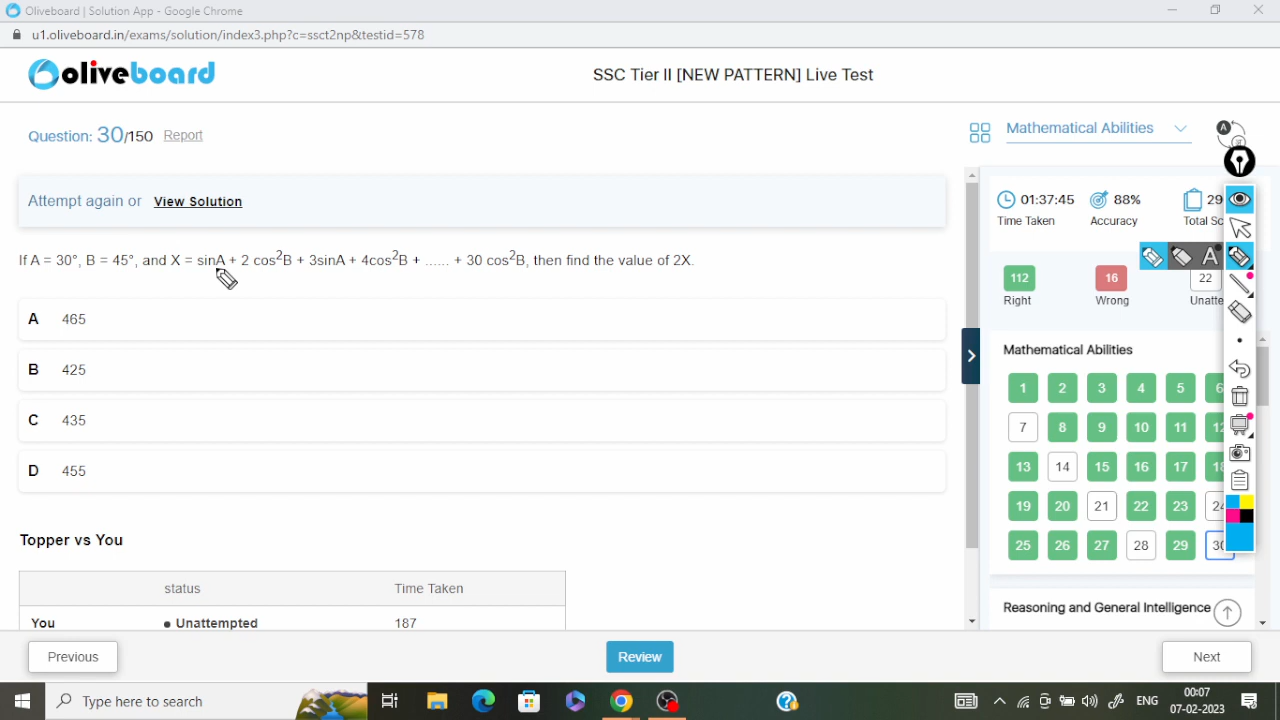 Oliveboard | Solution App - Google Chrome
u1.oliveboard.in/exams/solution/index3.php?c=ssct2np&testid=578
oliveboard
SSC Tier II [NEW PATTERN] Live Test
Question: 30/150 Report
Mathematical Abilities
A
Attempt again or View Solution
01:37:45 88% 29
Time Taken Accuracy Total Sc
If A = 30°, B = 45°, and X = sinA + 2 cos²B + 3sinA + 4cos²B + ...... + 30 cos²B, then find the value of 2X.
A
112 16 22
Right Wrong Unatte
A 465
B 425
C 435
D 455
Mathematical Abilities
1 2 3 4 5 6
7 8 9 10 11 12
13 14 15 16 17 18
19 20 21 22 23 24
25 26 27 28 29 30
Topper vs You
status Time Taken
You Unattempted 187
Reasoning and General Intelligence
Previous Review Next
Type here to search
ENG
00:07
07-02-2023